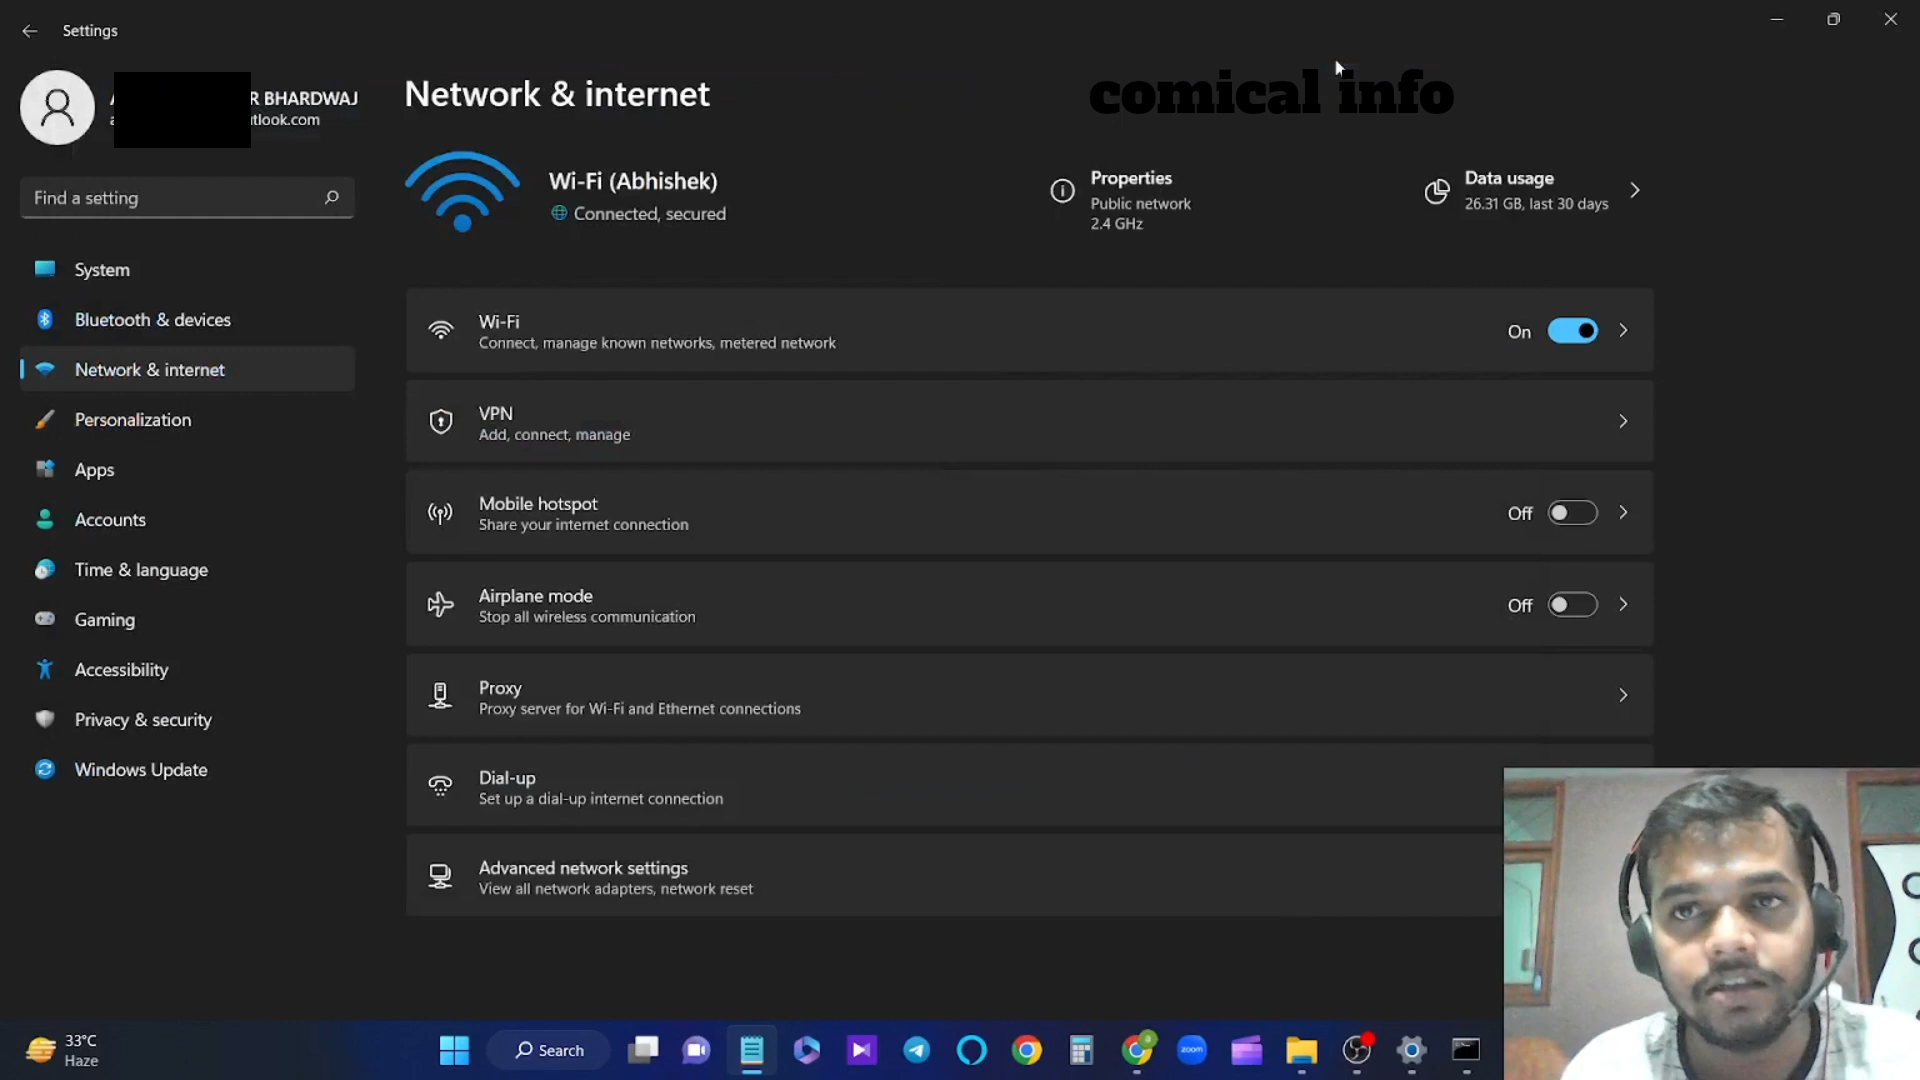 Settings
R BHARDWAJ
tlook.com
Find a setting
System
Bluetooth & devices
Network & internet
Personalization
Apps
Accounts
Time & language
Gaming
Accessibility
Privacy & security
Windows Update
Network & internet
comical info
Wi-Fi (Abhishek)
Connected, secured
Properties
Public network
2.4 GHz
Data usage
26.31 GB, last 30 days
Wi-Fi
Connect, manage known networks, metered network
On
VPN
Add, connect, manage
Mobile hotspot
Share your internet connection
Off
Airplane mode
Stop all wireless communication
Off
Proxy
Proxy server for Wi-Fi and Ethernet connections
Dial-up
Set up a dial-up internet connection
Advanced network settings
View all network adapters, network reset
33°C
Haze
Search
zoom